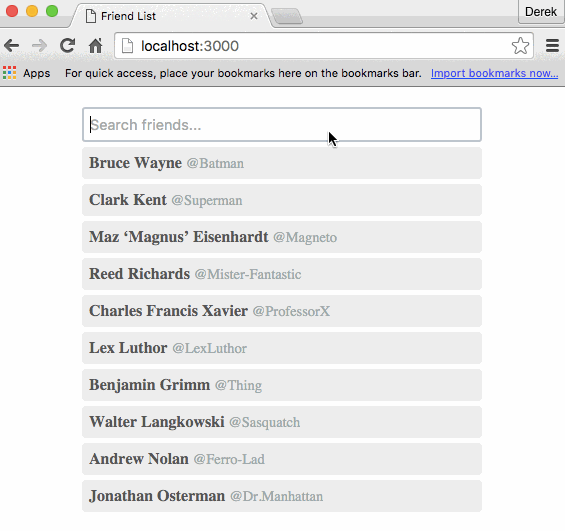 Friend List
Derek
localhost:3000
Apps For quick access, place your bookmarks here on the bookmarks bar. Import bookmarks now...
Search friends...
Bruce Wayne @Batman
Clark Kent @Superman
Maz ‘Magnus’ Eisenhardt @Magneto
Reed Richards @Mister-Fantastic
Charles Francis Xavier @ProfessorX
Lex Luthor @LexLuthor
Benjamin Grimm @Thing
Walter Langkowski @Sasquatch
Andrew Nolan @Ferro-Lad
Jonathan Osterman @Dr.Manhattan